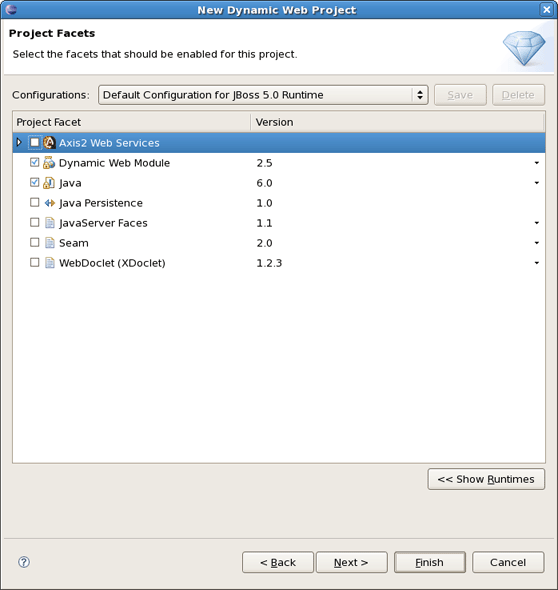 New Dynamic Web Project
Project Facets
Select the facets that should be enabled for this project.
Configurations: Default Configuration for JBoss 5.0 Runtime Save Delete
Project Facet Version
Axis2 Web Services
Dynamic Web Module 2.5
Java 6.0
Java Persistence 1.0
JavaServer Faces 1.1
Seam 2.0
WebDoclet (XDoclet) 1.2.3
<< Show Runtimes
? < Back Next > Finish Cancel